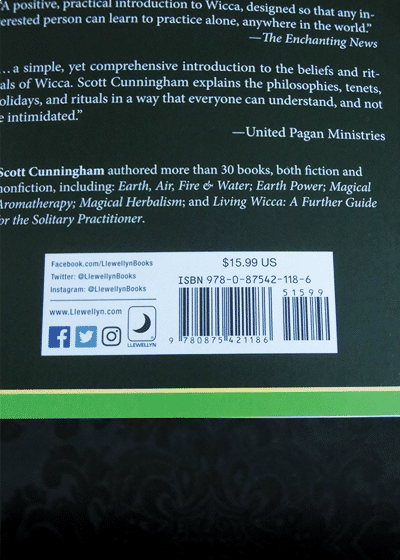 "A positive, practical introduction to Wicca, designed so that any in-
erested person can learn to practice alone, anywhere in the world."
—The Enchanting News
…a simple, yet comprehensive introduction to the beliefs and rit-
als of Wicca. Scott Cunningham explains the philosophies, tenets,
olidays, and rituals in a way that everyone can understand, and not
e intimidated."
—United Pagan Ministries
Scott Cunningham authored more than 30 books, both fiction and
nonfiction, including: Earth, Air, Fire & Water; Earth Power; Magical
Aromatherapy; Magical Herbalism; and Living Wicca: A Further Guide
for the Solitary Practitioner.
Facebook.com/LlewellynBooks
Twitter: @LlewellynBooks
Instagram: @LlewellynBooks
www.Llewellyn.com
LLEWELLYN
$15.99 US
ISBN 978-0-87542-118-6
51599
9 780875 421186